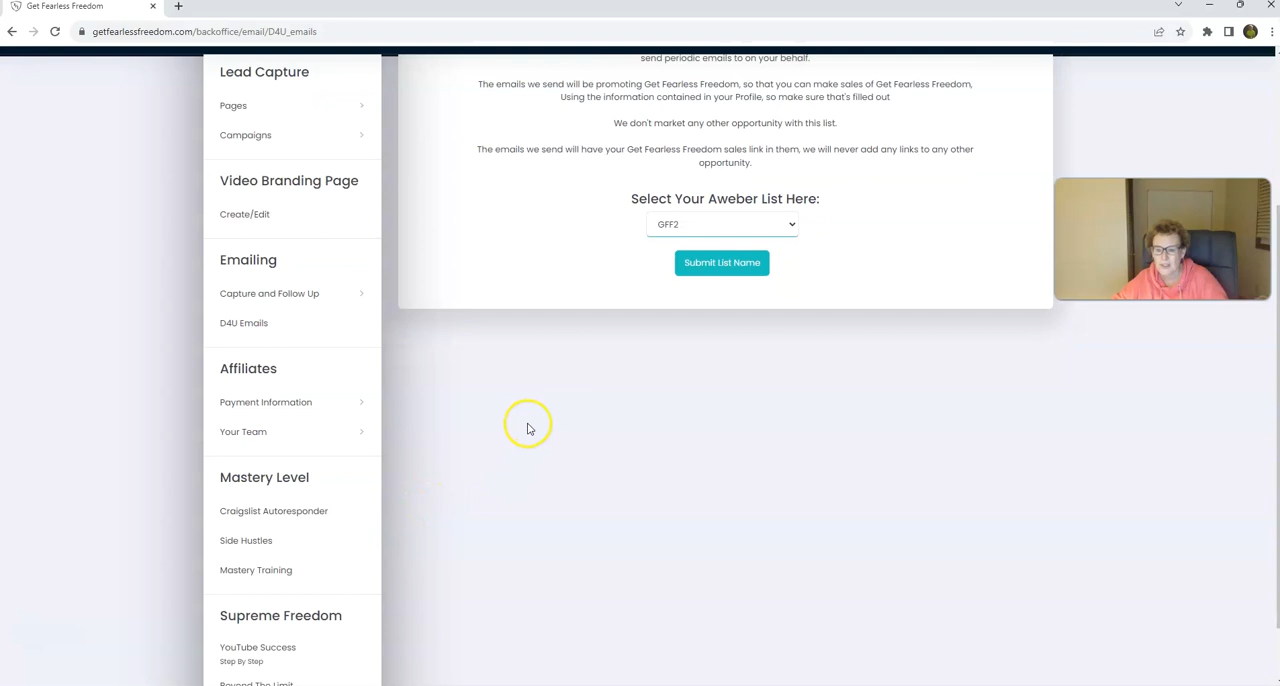 Get Fearless Freedom
getfearlessfreedom.com/backoffice/email/D4U_emails
Lead Capture
Pages
Campaigns
Video Branding Page
Create/Edit
Emailing
Capture and Follow Up
D4U Emails
Affiliates
Payment Information
Your Team
Mastery Level
Craigslist Autoresponder
Side Hustles
Mastery Training
Supreme Freedom
YouTube Success
Step By Step
Beyond The Limit
send periodic emails to on your behalf.
The emails we send will be promoting Get Fearless Freedom, so that you can make sales of Get Fearless Freedom,
Using the information contained in your Profile, so make sure that's filled out
We don't market any other opportunity with this list.
The emails we send will have your Get Fearless Freedom sales link in them, we will never add any links to any other
opportunity.
Select Your Aweber List Here:
GFF2
Submit List Name